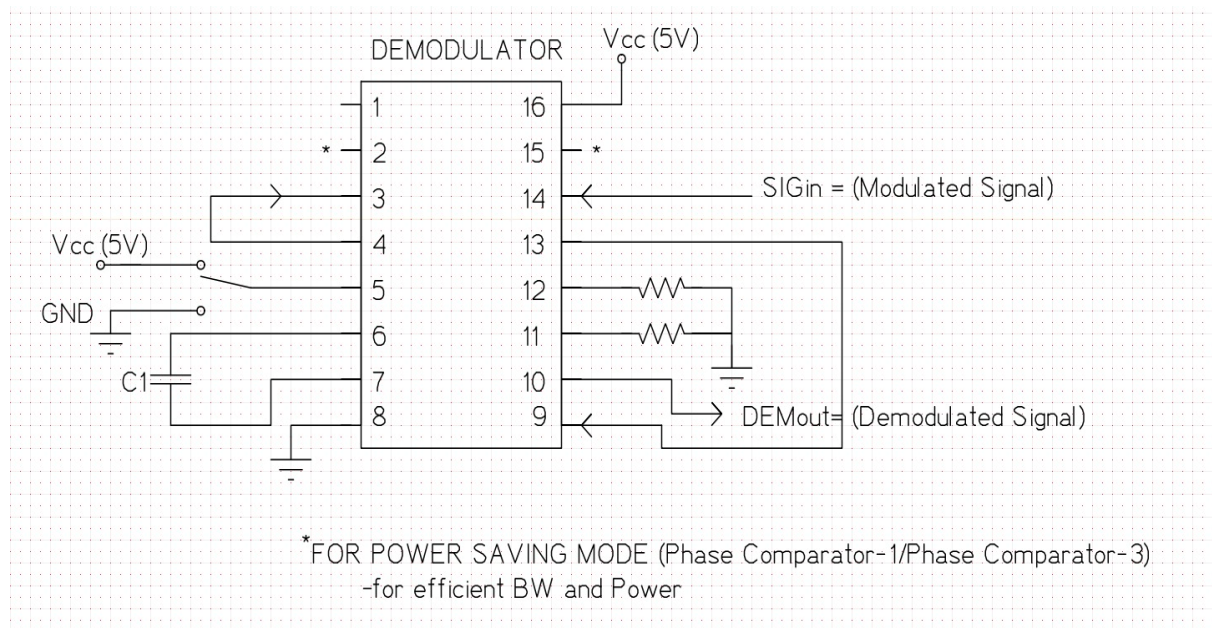 DEMODULATOR
Vcc (5V)
1 16
* 2 15 *
3 14 SIGin = (Modulated Signal)
4 13
Vcc (5V)
5 12
GND
6 11
C1 7 10
8 9 DEMout= (Demodulated Signal)
*FOR POWER SAVING MODE (Phase Comparator-1/Phase Comparator-3)
-for efficient BW and Power